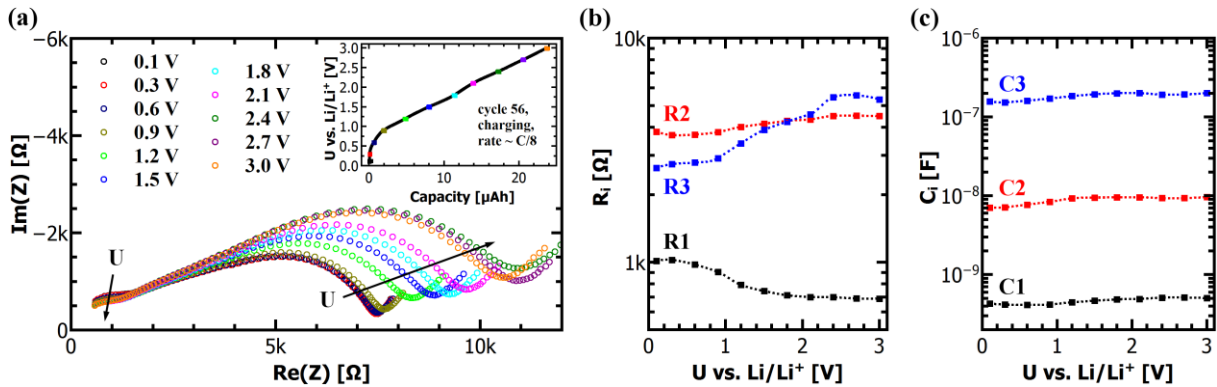 (a)
−6k
−4k
−2k
0
Im(Z) [Ω]
0.1 V
0.3 V
0.6 V
0.9 V
1.2 V
1.5 V
1.8 V
2.1 V
2.4 V
2.7 V
3.0 V
U
U
0
5k
10k
Re(Z) [Ω]
3.0
2.5
2.0
1.5
1.0
0.5
0.0
U vs. Li/Li⁺ [V]
cycle 56,
charging,
rate ~ C/8
0
10
20
Capacity [µAh]
(b)
10k
1k
Rᵢ [Ω]
R2
R3
R1
0
1
2
3
U vs. Li/Li⁺ [V]
(c)
10⁻⁶
10⁻⁷
10⁻⁸
10⁻⁹
Cᵢ [F]
C3
C2
C1
0
1
2
3
U vs. Li/Li⁺ [V]